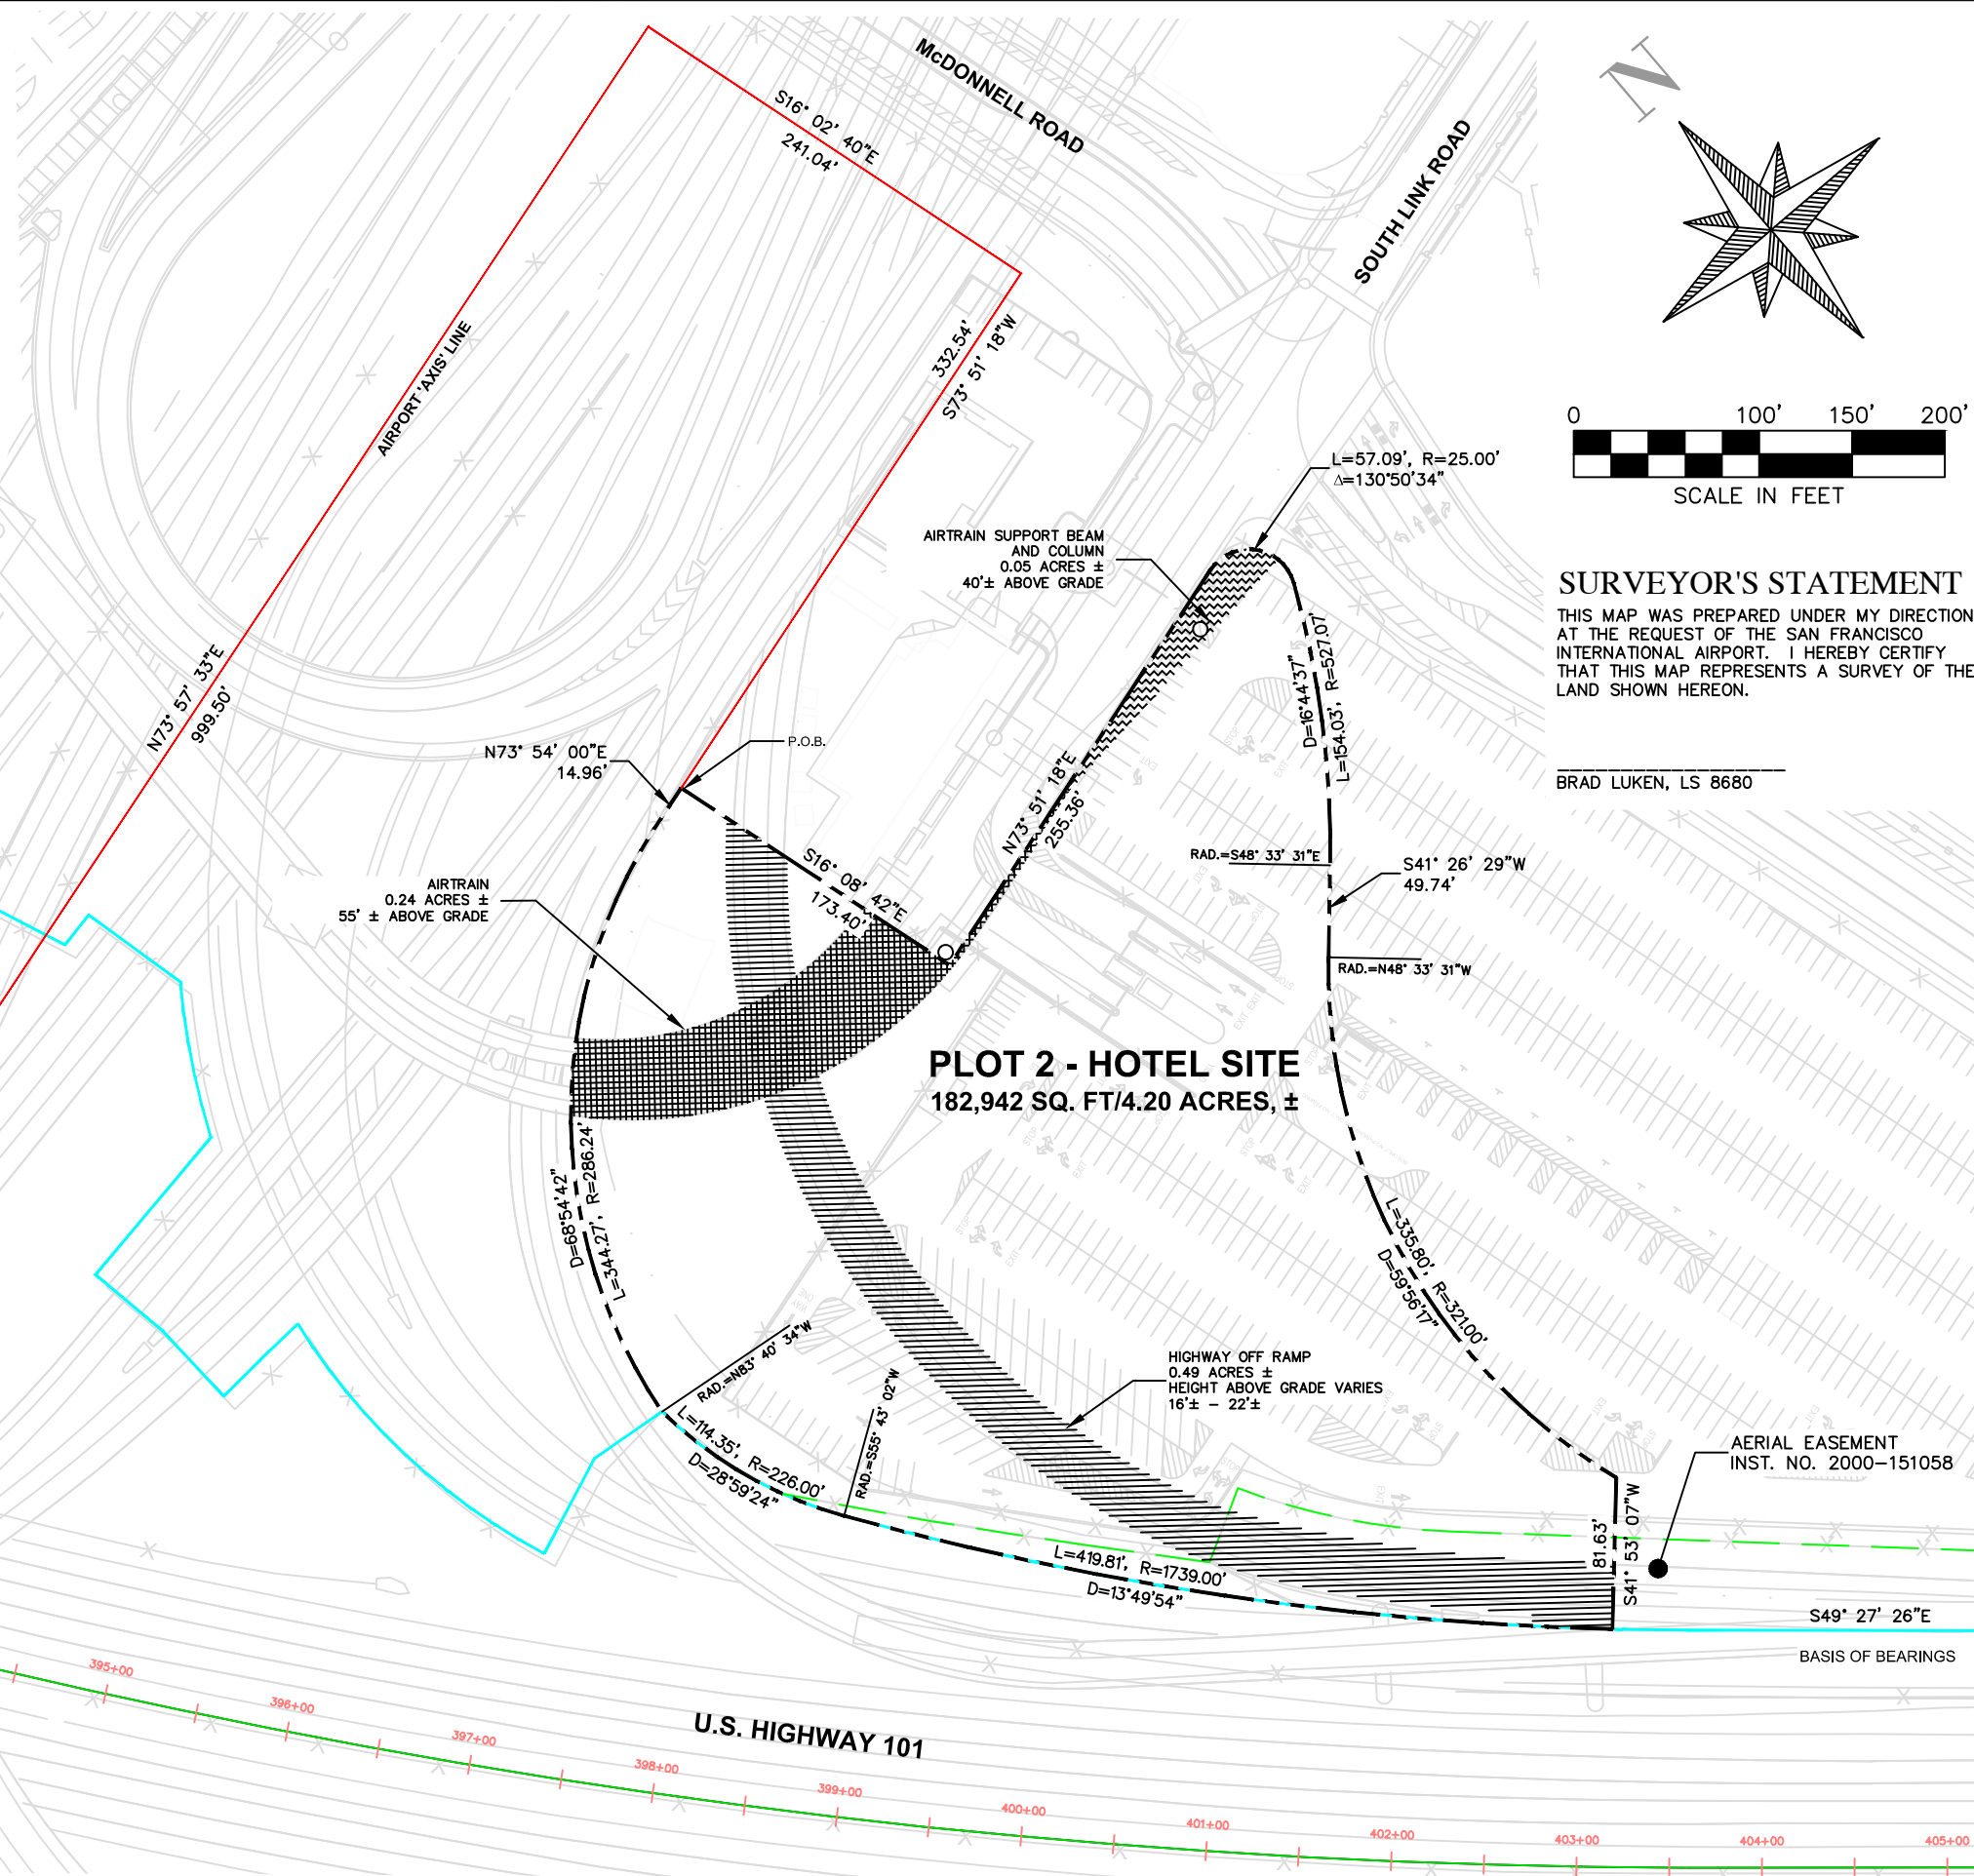 McDONNELL ROAD
SOUTH LINK ROAD
N
S16° 02' 40"E
241.04'
AIRPORT 'AXIS' LINE
332.54'
S73° 51' 18"W
0 100' 150' 200'
SCALE IN FEET
L=57.09', R=25.00'
Δ=130°50'34"
AIRTRAIN SUPPORT BEAM
AND COLUMN
0.05 ACRES ±
40'± ABOVE GRADE
SURVEYOR'S STATEMENT
THIS MAP WAS PREPARED UNDER MY DIRECTION
AT THE REQUEST OF THE SAN FRANCISCO
INTERNATIONAL AIRPORT. I HEREBY CERTIFY
THAT THIS MAP REPRESENTS A SURVEY OF THE
LAND SHOWN HEREON.
BRAD LUKEN, LS 8680
N73° 57' 33"E
999.50'
D=16°44'37"
L=154.03', R=527.07'
P.O.B.
N73° 54' 00"E
14.96'
N73° 51' 18"E
255.36'
S16° 08' 42"E
173.40'
RAD.=S48° 33' 31"E
S41° 26' 29"W
49.74'
RAD.=N48° 33' 31"W
AIRTRAIN
0.24 ACRES ±
55' ± ABOVE GRADE
PLOT 2 - HOTEL SITE
182,942 SQ. FT/4.20 ACRES, ±
D=68°54'42"
L=344.27', R=286.24'
L=335.80', R=321.00'
D=59°56'17"
RAD.=N83° 40' 34"W
RAD.=S55° 43' 02"W
HIGHWAY OFF RAMP
0.49 ACRES ±
HEIGHT ABOVE GRADE VARIES
16'± – 22'±
L=114.35', R=226.00'
D=28°59'24"
AERIAL EASEMENT
INST. NO. 2000–151058
L=419.81', R=1739.00'
D=13°49'54"
81.63'
S41° 53' 07"W
S49° 27' 26"E
BASIS OF BEARINGS
U.S. HIGHWAY 101
395+00
396+00
397+00
398+00
399+00
400+00
401+00
402+00
403+00
404+00
405+00